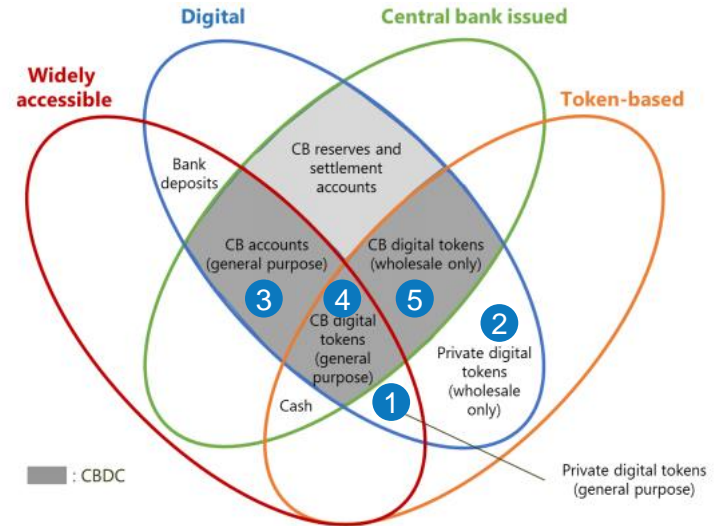 Digital
Central bank issued
Widely
accessible
Token-based
Bank
deposits
CB reserves and
settlement
accounts
CB accounts
(general purpose)
CB digital tokens
(wholesale only)
3
4
5
2
CB digital
tokens
(general
purpose)
Private digital
tokens
(wholesale
only)
Cash
1
: CBDC
Private digital tokens
(general purpose)